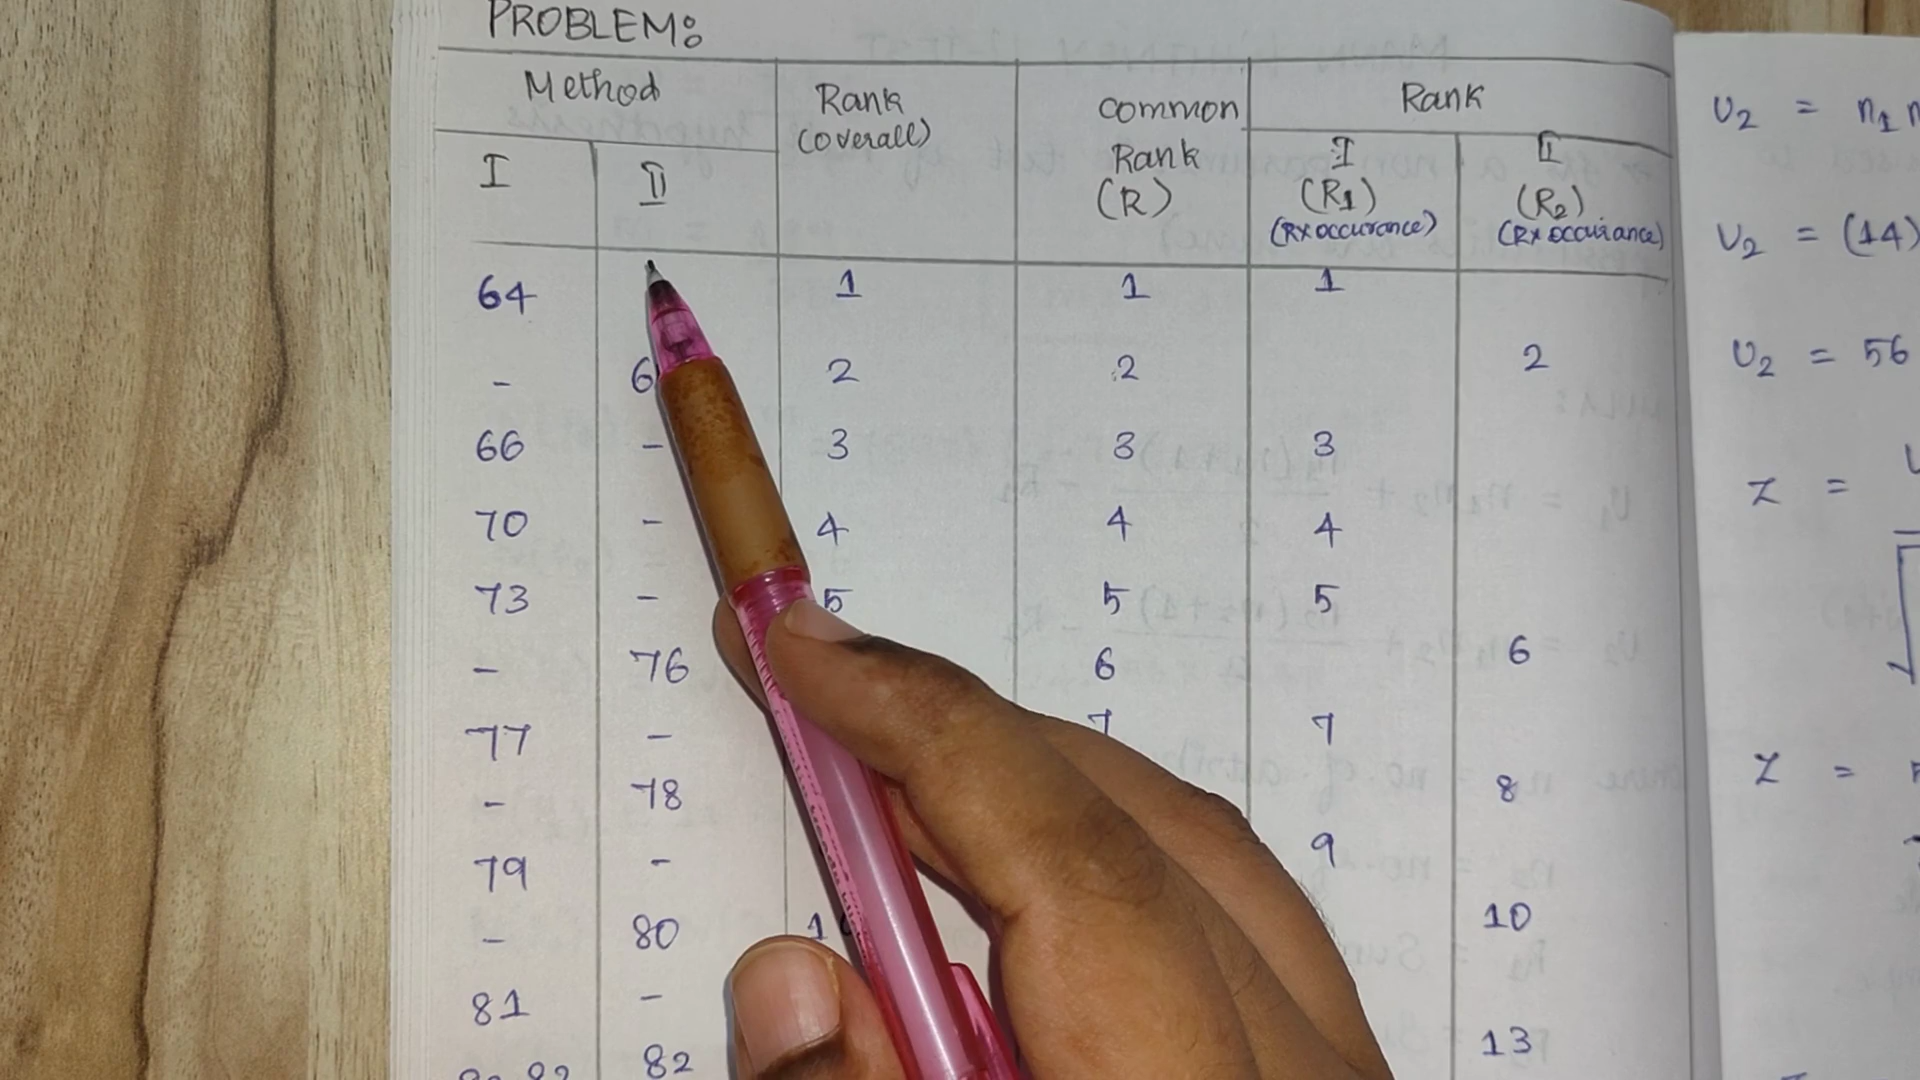 PROBLEM:
Method Rank (overall) common Rank (R) Rank
I II I (R1) (R×occurance) II (R2) (R×occurance)
64 1 1 1
- 2 2 2
66 - 3 3 3
70 - 4 4 4
73 - 5 5 5
- 76 6 6
77 - 7 7
- 78 8
79 - 9
- 80 10
81 -
82 13
U2 = n1
U2 = (14)
U2 = 56
Z =
Z =